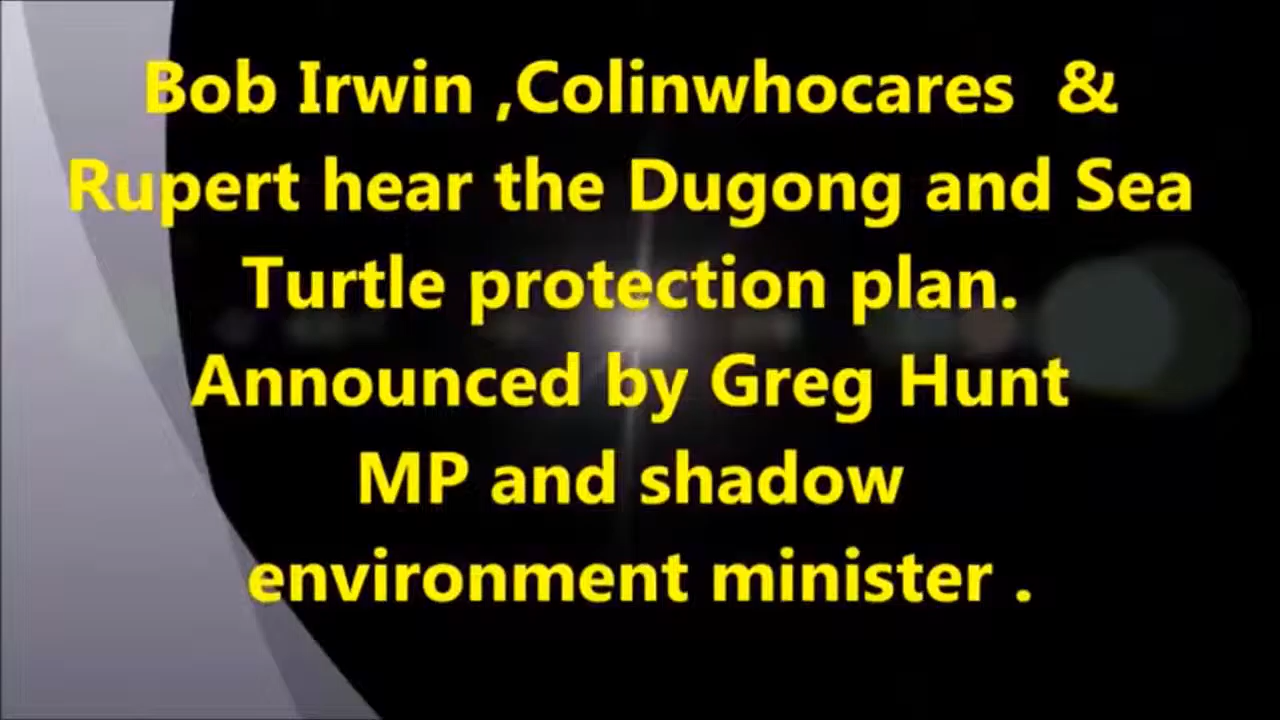 Bob Irwin ,Colinwhocares  &
Rupert hear the Dugong and Sea
Turtle protection plan.
Announced by Greg Hunt
MP and shadow
environment minister .